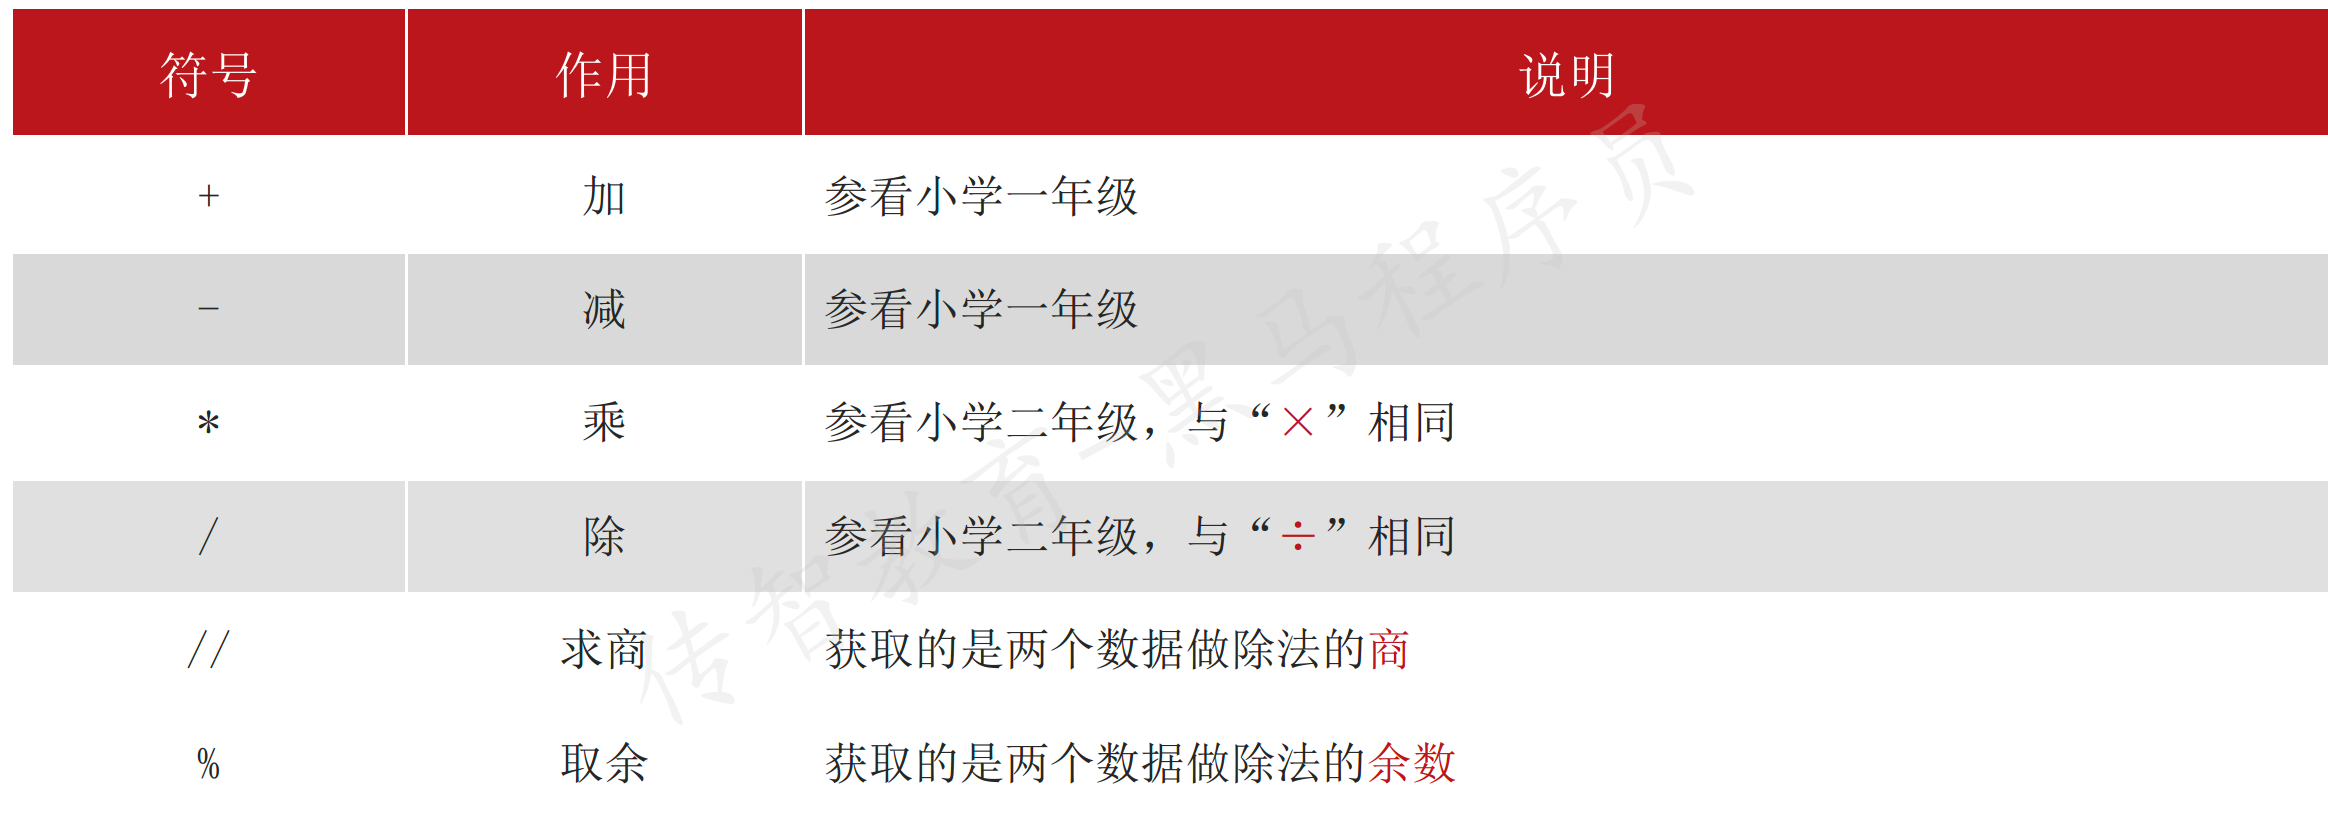 符号 作用 说明
+ 加 参看小学一年级
- 减 参看小学一年级
* 乘 参看小学二年级，与“×”相同
/ 除 参看小学二年级，与“÷”相同
// 求商 获取的是两个数据做除法的商
% 取余 获取的是两个数据做除法的余数
传智教育-黑马程序员